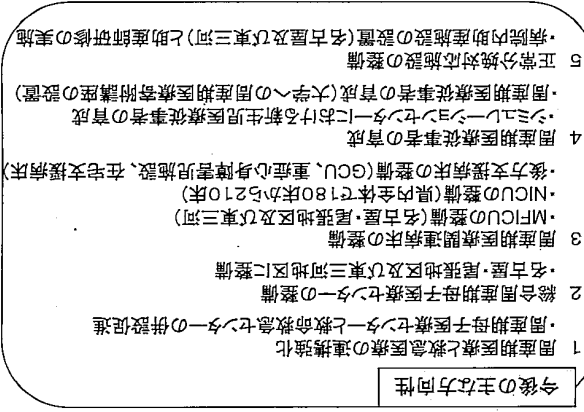 今後の主な方向性
1 周産期医療と救急医療の連携強化
・周産期母子医療センターと救命救急センターの併設促進
2 総合周産期母子医療センターの整備
・名古屋・尾張地区及び東三河地区に整備
3 周産期医療関連病床の整備
・MFICUの整備(名古屋・尾張地区及び東三河)
・NICUの整備(県内全体で180床から210床)
・後方支援病床の整備(GCU、重症心身障害児施設、在宅支援病床)
4 周産期医療従事者の育成
・シミュレーションセンターにおける新生児医療従事者の育成
・周産期医療従事者の育成(大学への周産期医療寄附講座の設置)
5 正常分娩対応施設の整備
・病院内助産施設の設置(名古屋及び東三河)と助産師研修の実施